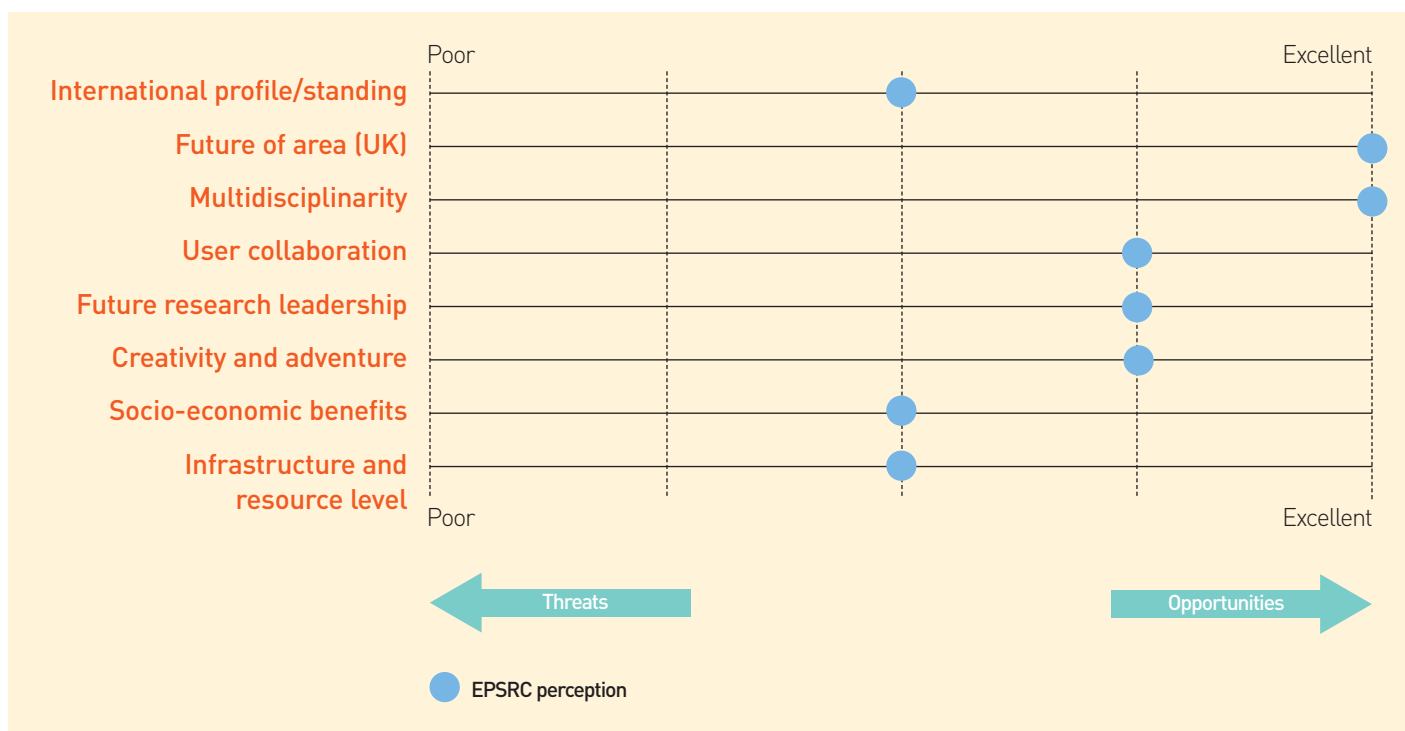 Poor Excellent
International profile/standing
Future of area (UK)
Multidisciplinarity
User collaboration
Future research leadership
Creativity and adventure
Socio-economic benefits
Infrastructure and
resource level
Poor Excellent
Threats Opportunities
EPSRC perception